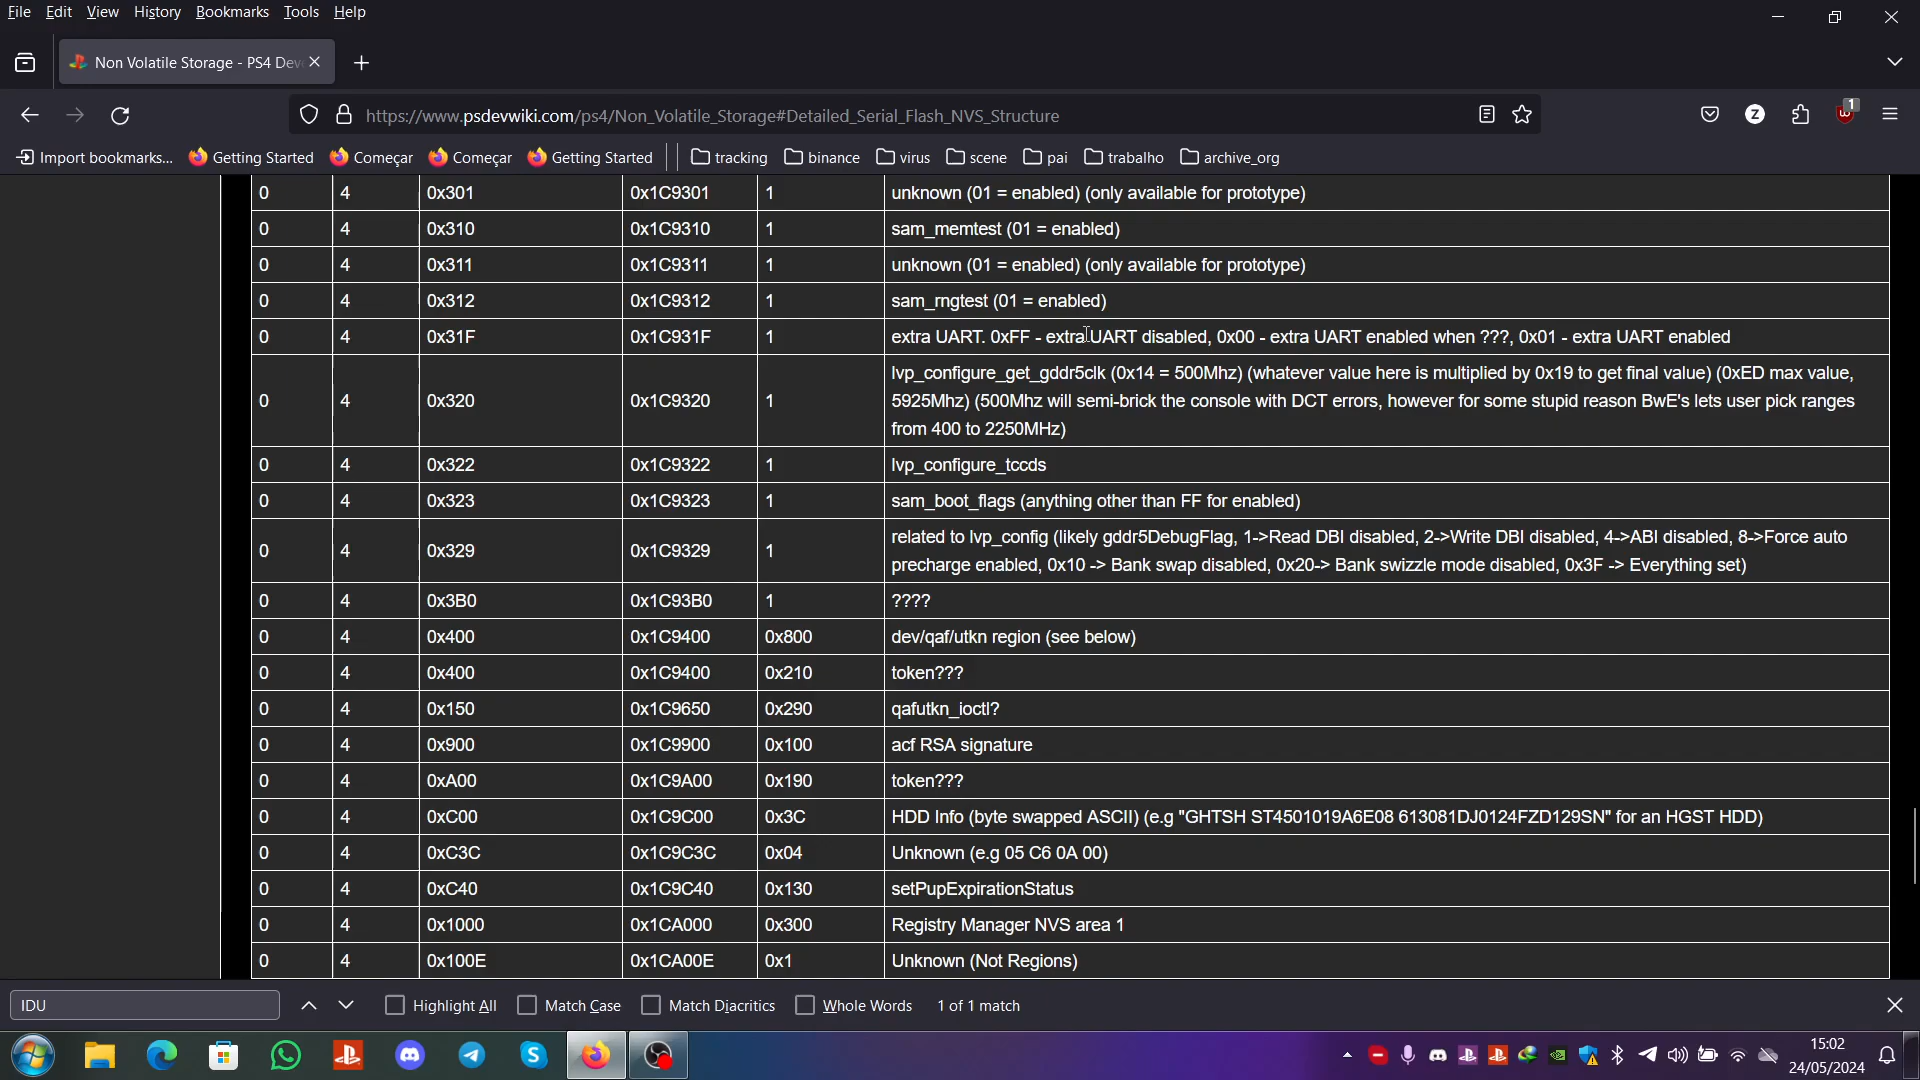 File Edit View History Bookmarks Tools Help
Non Volatile Storage - PS4 Dev
https://www.psdevwiki.com/ps4/Non_Volatile_Storage#Detailed_Serial_Flash_NVS_Structure
Z
1
Import bookmarks... Getting Started Começar Começar Getting Started tracking binance virus scene pai trabalho archive_org
0 4 0x301 0x1C9301 1 unknown (01 = enabled) (only available for prototype)
0 4 0x310 0x1C9310 1 sam_memtest (01 = enabled)
0 4 0x311 0x1C9311 1 unknown (01 = enabled) (only available for prototype)
0 4 0x312 0x1C9312 1 sam_rngtest (01 = enabled)
0 4 0x31F 0x1C931F 1 extra UART. 0xFF - extra UART disabled, 0x00 - extra UART enabled when ???, 0x01 - extra UART enabled
0 4 0x320 0x1C9320 1 lvp_configure_get_gddr5clk (0x14 = 500Mhz) (whatever value here is multiplied by 0x19 to get final value) (0xED max value,
5925Mhz) (500Mhz will semi-brick the console with DCT errors, however for some stupid reason BwE's lets user pick ranges
from 400 to 2250MHz)
0 4 0x322 0x1C9322 1 lvp_configure_tccds
0 4 0x323 0x1C9323 1 sam_boot_flags (anything other than FF for enabled)
0 4 0x329 0x1C9329 1 related to lvp_config (likely gddr5DebugFlag, 1->Read DBI disabled, 2->Write DBI disabled, 4->ABI disabled, 8->Force auto
precharge enabled, 0x10 -> Bank swap disabled, 0x20-> Bank swizzle mode disabled, 0x3F -> Everything set)
0 4 0x3B0 0x1C93B0 1 ????
0 4 0x400 0x1C9400 0x800 dev/qaf/utkn region (see below)
0 4 0x400 0x1C9400 0x210 token???
0 4 0x150 0x1C9650 0x290 qafutkn_ioctl?
0 4 0x900 0x1C9900 0x100 acf RSA signature
0 4 0xA00 0x1C9A00 0x190 token???
0 4 0xC00 0x1C9C00 0x3C HDD Info (byte swapped ASCII) (e.g "GHTSH ST4501019A6E08 613081DJ0124FZD129SN" for an HGST HDD)
0 4 0xC3C 0x1C9C3C 0x04 Unknown (e.g 05 C6 0A 00)
0 4 0xC40 0x1C9C40 0x130 setPupExpirationStatus
0 4 0x1000 0x1CA000 0x300 Registry Manager NVS area 1
0 4 0x100E 0x1CA00E 0x1 Unknown (Not Regions)
IDU Highlight All Match Case Match Diacritics Whole Words 1 of 1 match
15:02
24/05/2024